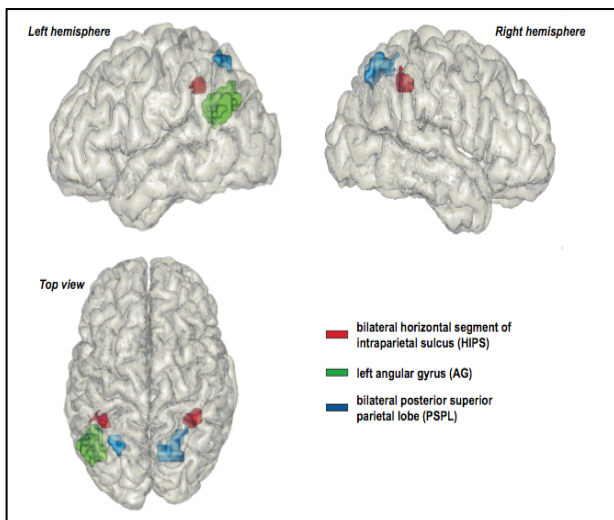 Left hemisphere
Right hemisphere
Top view
bilateral horizontal segment of
intraparietal sulcus (HIPS)
left angular gyrus (AG)
bilateral posterior superior
parietal lobe (PSPL)